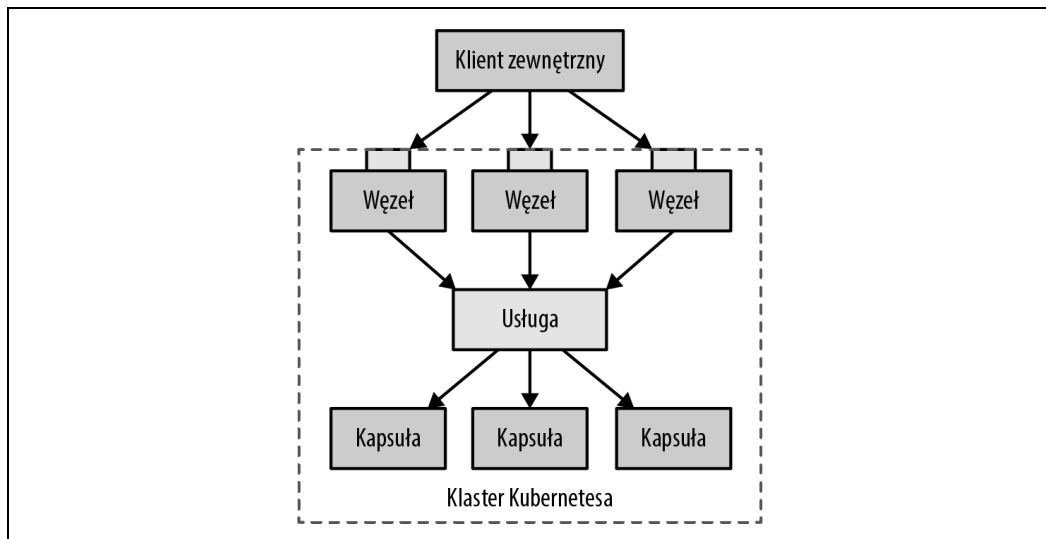 Klient zewnętrzny
Węzeł Węzeł Węzeł
Usługa
Kapsuła Kapsuła Kapsuła
Klaster Kubernetesa